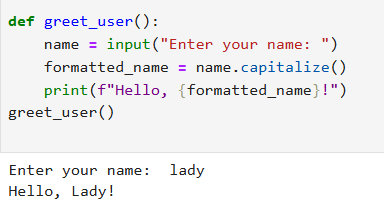 def greet_user():
    name = input("Enter your name: ")
    formatted_name = name.capitalize()
    print(f"Hello, {formatted_name}!")
greet_user()
Enter your name:  lady
Hello, Lady!